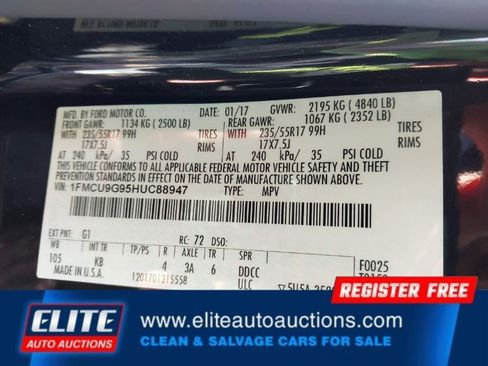 MFD. BY FORD MOTOR CO.
DATE: 01/17 GVWR: 2195 KG ( 4840 LB)
FRONT GAWR: 1134 KG ( 2500 LB) REAR GAWR: 1067 KG ( 2352 LB)
WITH 235/55R17 99H TIRES WITH 235/55R17 99H TIRES
17X7.5J RIMS 17X7.5J RIMS
AT 240 kPa/ 35 PSI COLD AT 240 kPa/ 35 PSI COLD
THIS VEHICLE CONFORMS TO ALL APPLICABLE FEDERAL MOTOR VEHICLE SAFETY AND THEFT
PREVENTION STANDARDS IN EFFECT ON THE DATE OF MANUFACTURE SHOWN ABOVE.
VIN: 1FMCU9G95HUC88947 TYPE: MPV
EXT PNT: G1 RC: 72 DSO:
WB INT TR TP/PS R AXLE TR SPR
105 KB 4 3A 6 DDCC F0025
MADE IN U.S.A. ULC
REGISTER FREE
ELITE
AUTO AUCTIONS
www.eliteautoauctions.com
CLEAN & SALVAGE CARS FOR SALE